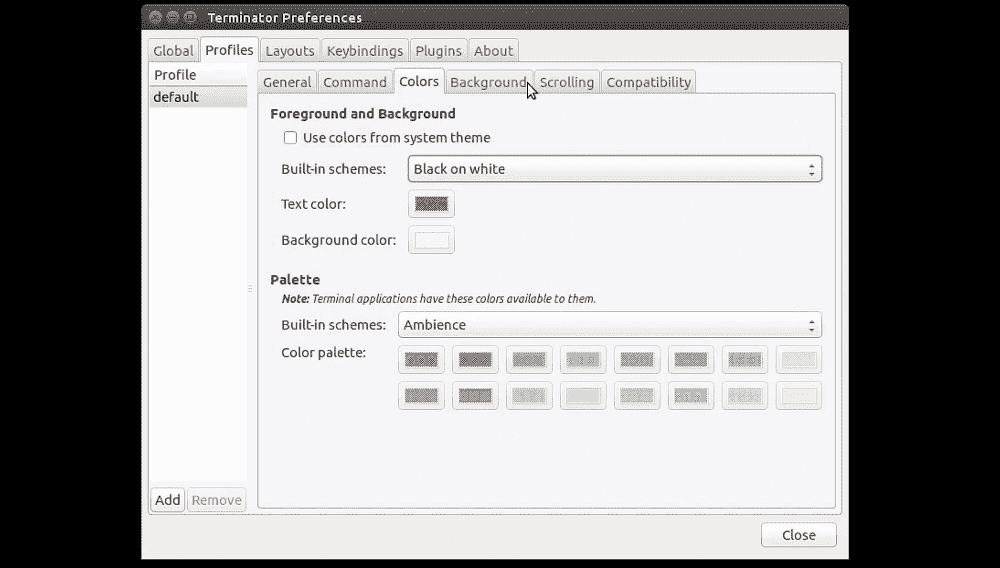 Terminator Preferences
Global Profiles Layouts Keybindings Plugins About
Profile
default
General Command Colors Background Scrolling Compatibility
Foreground and Background
Use colors from system theme
Built-in schemes: Black on white
Text color:
Background color:
Palette
Note: Terminal applications have these colors available to them.
Built-in schemes: Ambience
Color palette:
Add Remove
Close